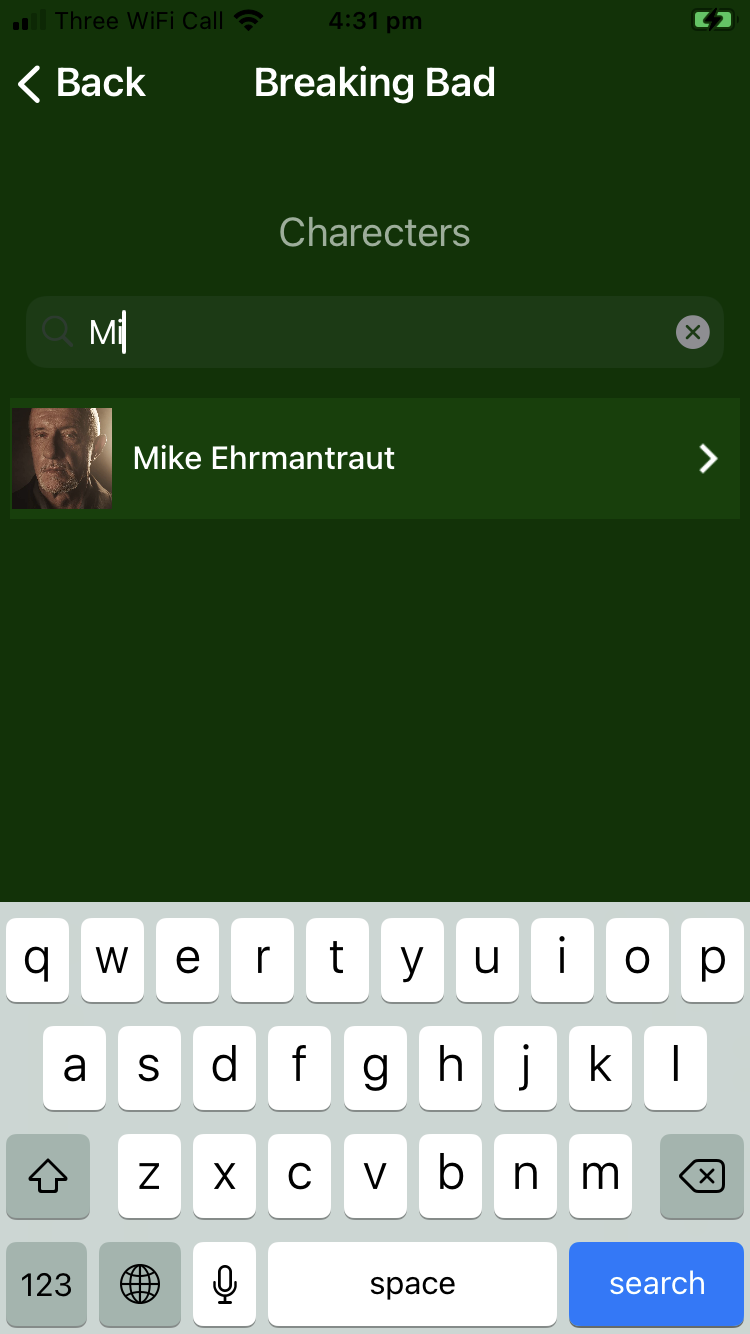 Three WiFi Call 4:31 pm
Back Breaking Bad
Charecters
Mi
Mike Ehrmantraut
q w e r t y u i o p
a s d f g h j k l
z x c v b n m
123 space search